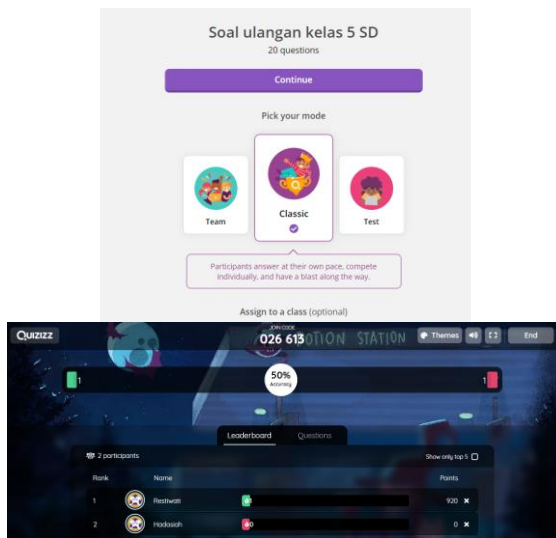 Soal ulangan kelas 5 SD
20 questions
Continue
Pick your mode
Team
Classic
Test
Participants answer at their own pace, compete
individually, and have a blast along the way.
Assign to a class (optional)
Quizizz
JOIN CODE
026 613
OTION STATION
Themes
End
1
50%
Accuracy
1
Leaderboard
Questions
2 participants
Show only top 5
Rank
Name
Points
1
Restiwati
1
920
2
Hadasiah
0
0